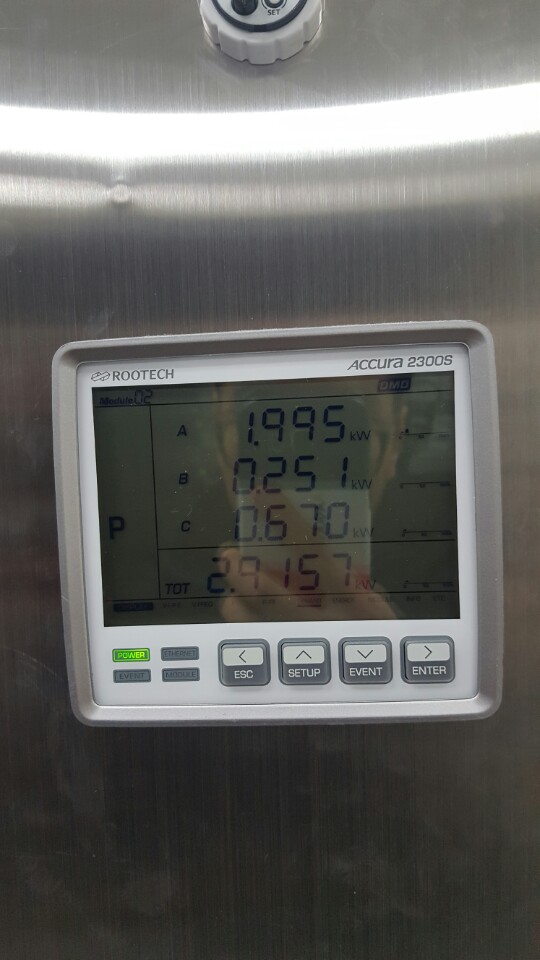 SET
ROOTECH
Accura 2300S
DMD
Module 02
A 1.995 kW
B 0.251 kW
P
C 0.670 kW
TOT 2.9157 kW
POWER ETHERNET
EVENT MODULE
< ∧ ∨ >
ESC SETUP EVENT ENTER